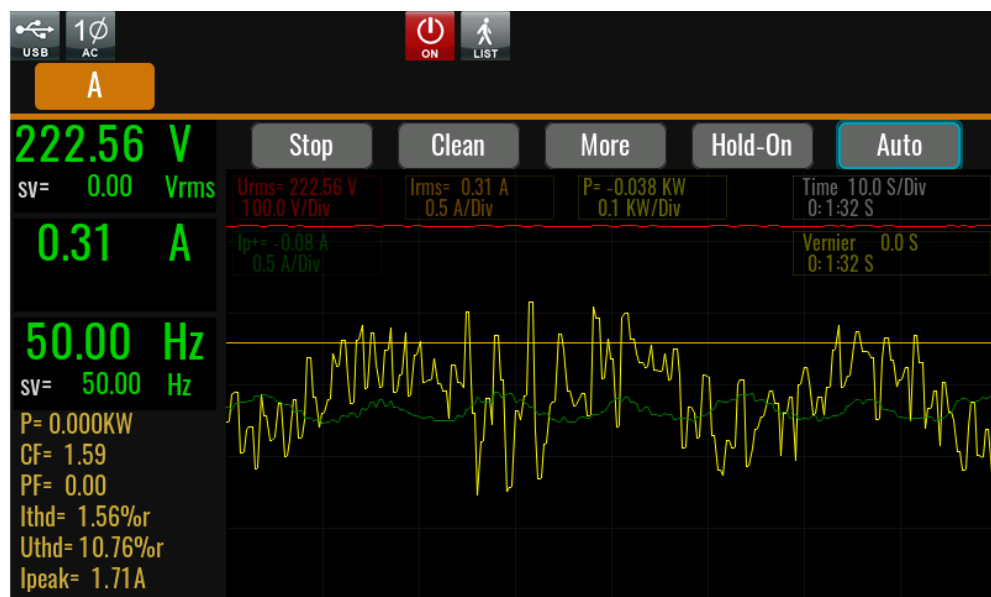 USB
1Ø
AC
ON
LIST
A
222.56 V
sv= 0.00 Vrms
0.31 A
50.00 Hz
sv= 50.00 Hz
P= 0.000KW
CF= 1.59
PF= 0.00
Ithd= 1.56%r
Uthd= 10.76%r
Ipeak= 1.71A
Stop
Clean
More
Hold-On
Auto
Urms= 222.56 V
100.0 V/Div
Irms= 0.31 A
0.5 A/Div
P= -0.038 KW
0.1 KW/Div
Time 10.0 S/Div
0: 1:32 S
Ip+= -0.08 A
0.5 A/Div
Vernier 0.0 S
0: 1:32 S